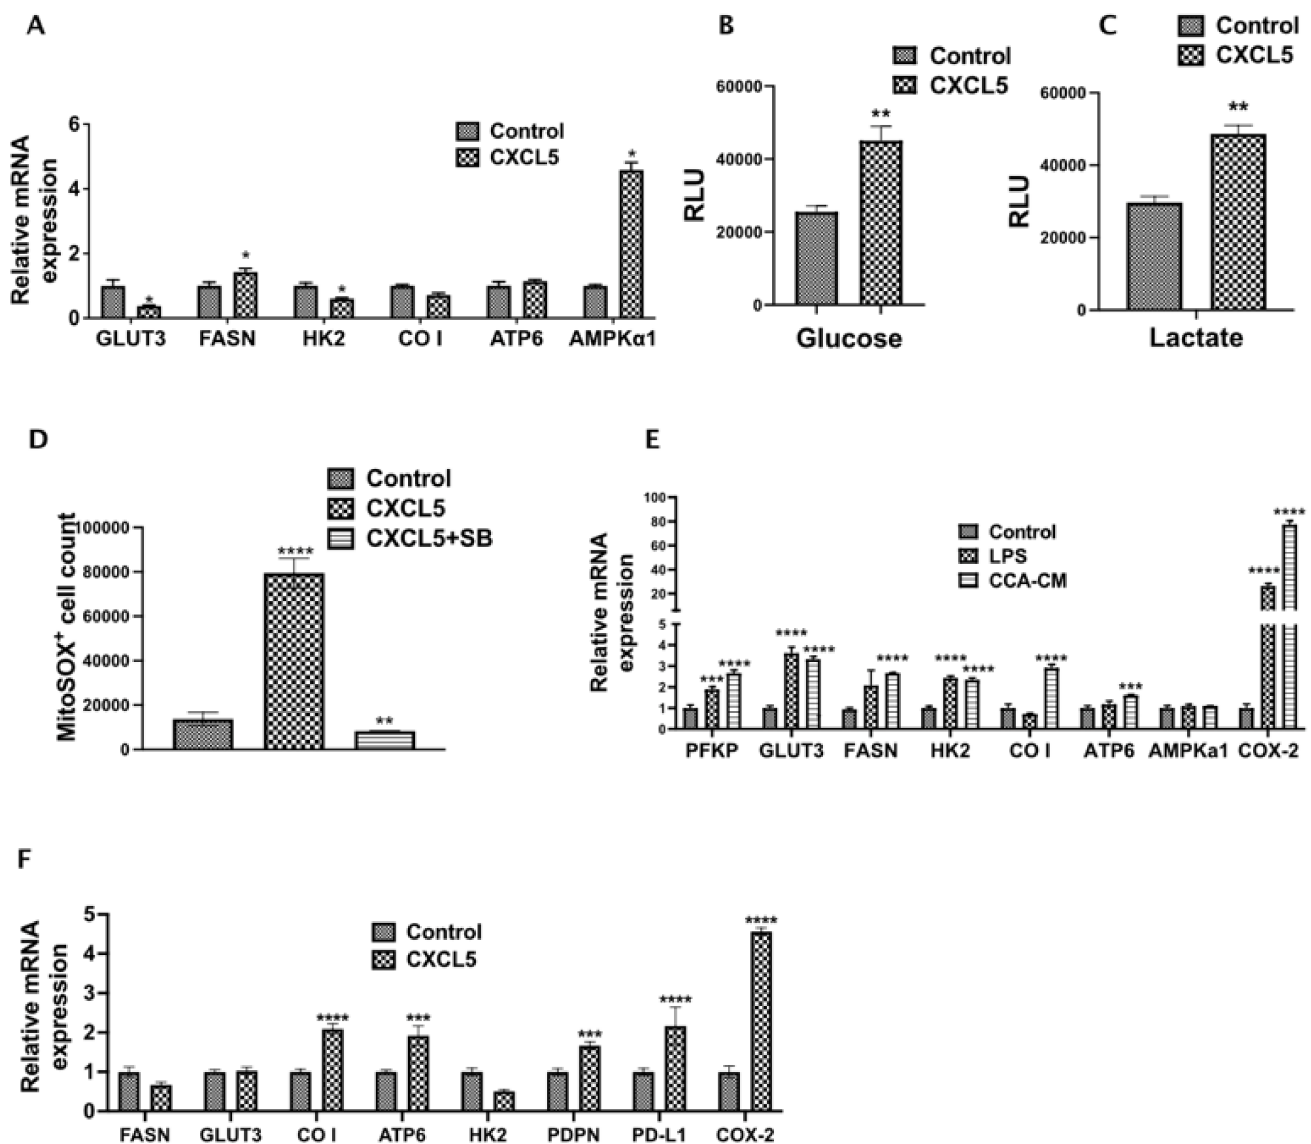 A
Relative mRNA
expression
6
4
2
0
Control
CXCL5
*
*
*
*
GLUT3 FASN HK2 CO I ATP6 AMPKα1
B
Control
CXCL5
RLU
60000
40000
20000
0
**
Glucose
C
Control
CXCL5
RLU
60000
40000
20000
0
**
Lactate
D
Control
CXCL5
CXCL5+SB
MitoSOX+ cell count
100000
80000
60000
40000
20000
0
****
**
E
Relative mRNA
expression
100
80
60
40
20
5
4
3
2
1
0
Control
LPS
CCA-CM
*** **** **** **** **** **** **** **** *** **** ****
PFKP GLUT3 FASN HK2 CO I ATP6 AMPKa1 COX-2
F
Relative mRNA
expression
5
4
3
2
1
0
Control
CXCL5
**** *** *** **** ****
FASN GLUT3 CO I ATP6 HK2 PDPN PD-L1 COX-2